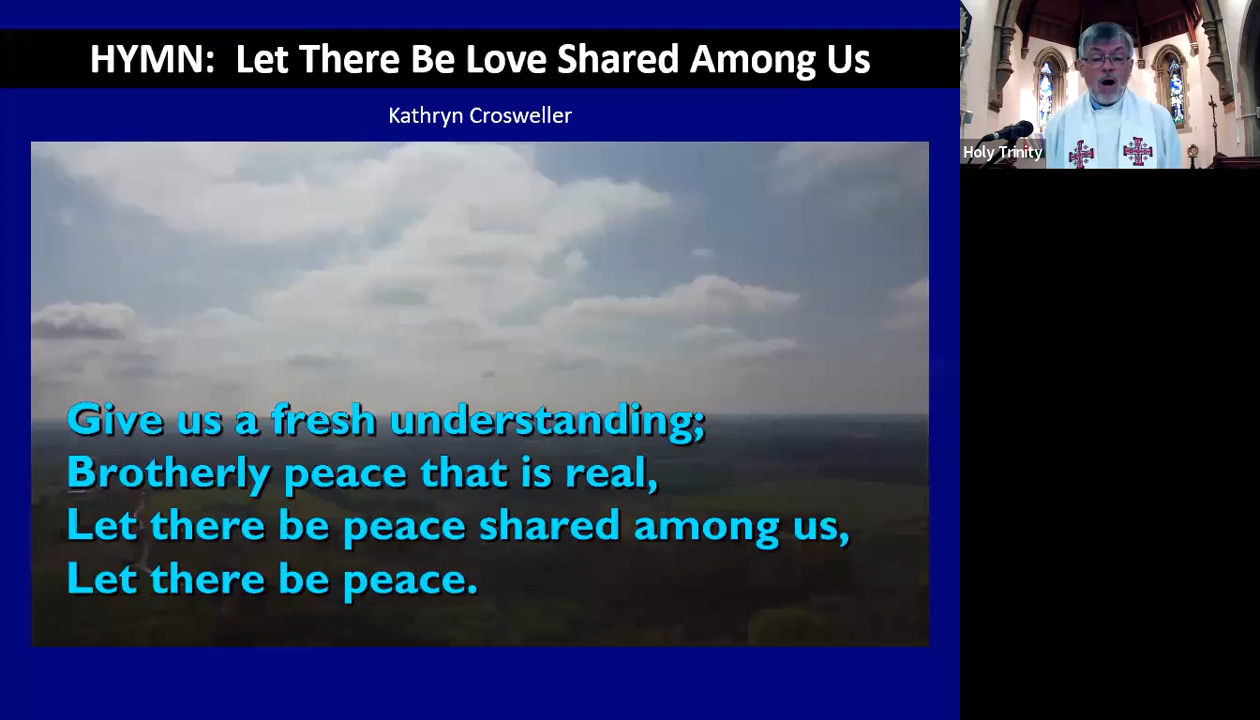 HYMN:  Let There Be Love Shared Among Us
Kathryn Crosweller
Holy Trinity
Give us a fresh understanding;
Brotherly peace that is real,
Let there be peace shared among us,
Let there be peace.